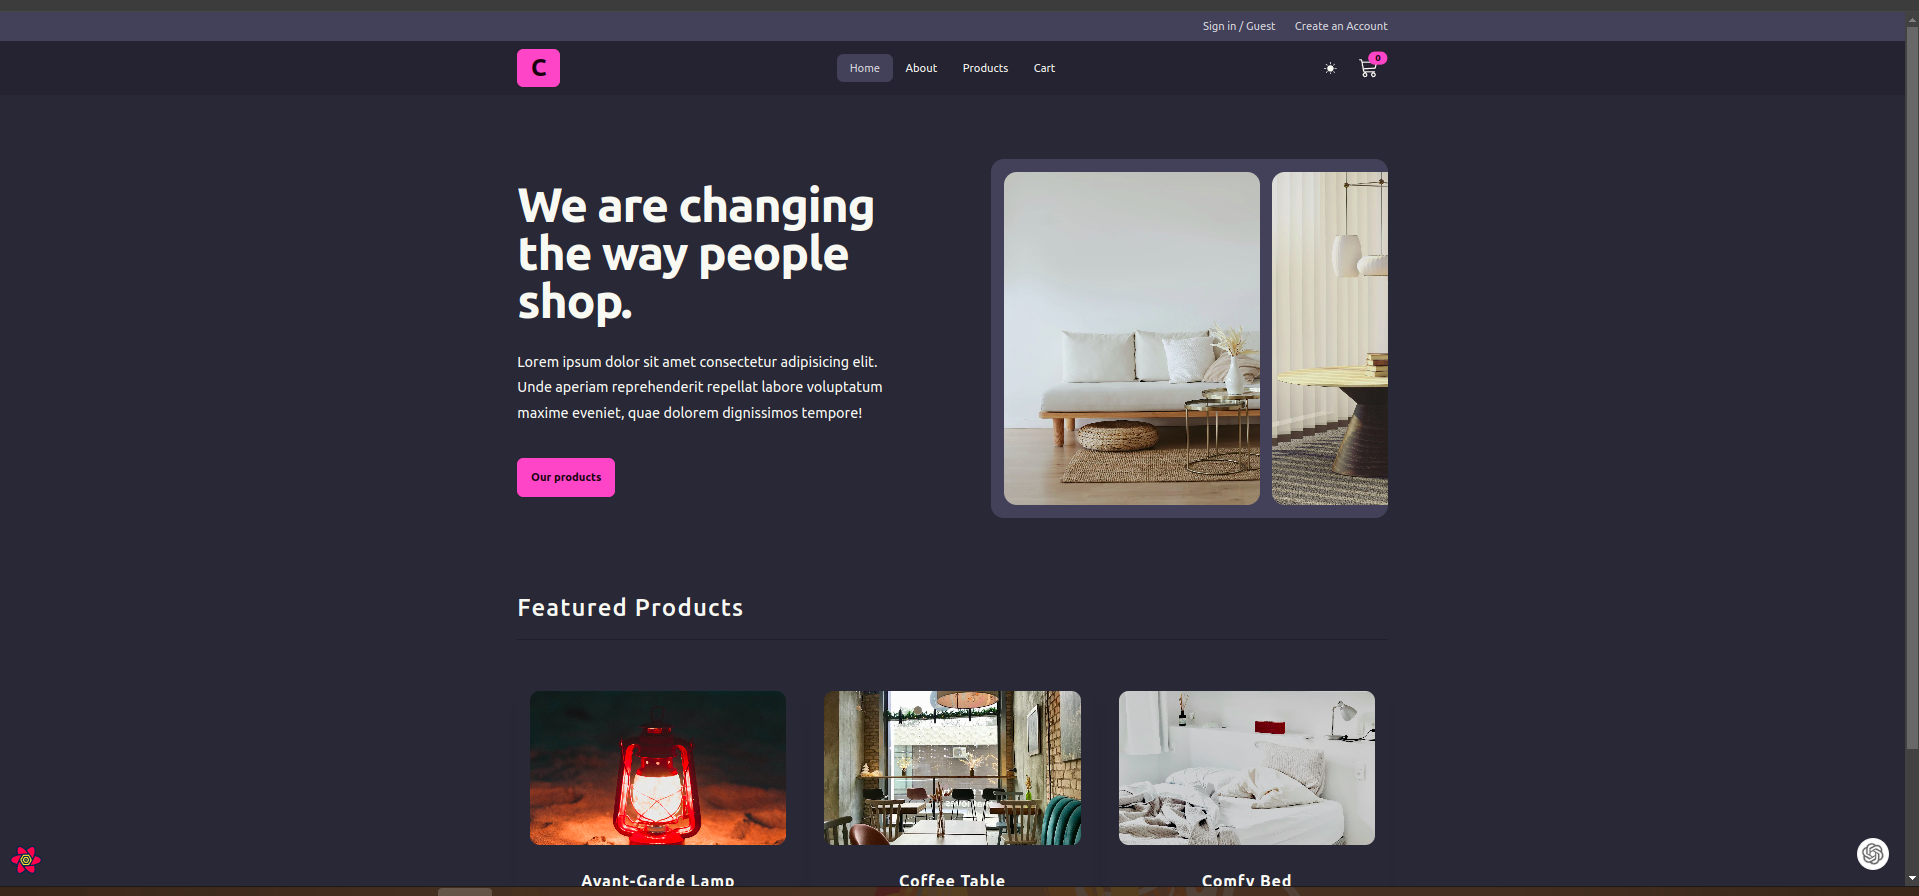 Sign in / Guest Create an Account
C Home About Products Cart 0
We are changing
the way people
shop.
Lorem ipsum dolor sit amet consectetur adipisicing elit.
Unde aperiam reprehenderit repellat labore voluptatum
maxime eveniet, quae dolorem dignissimos tempore!
Our products
Featured Products
Avant-Garde Lamp Coffee Table Comfy Bed